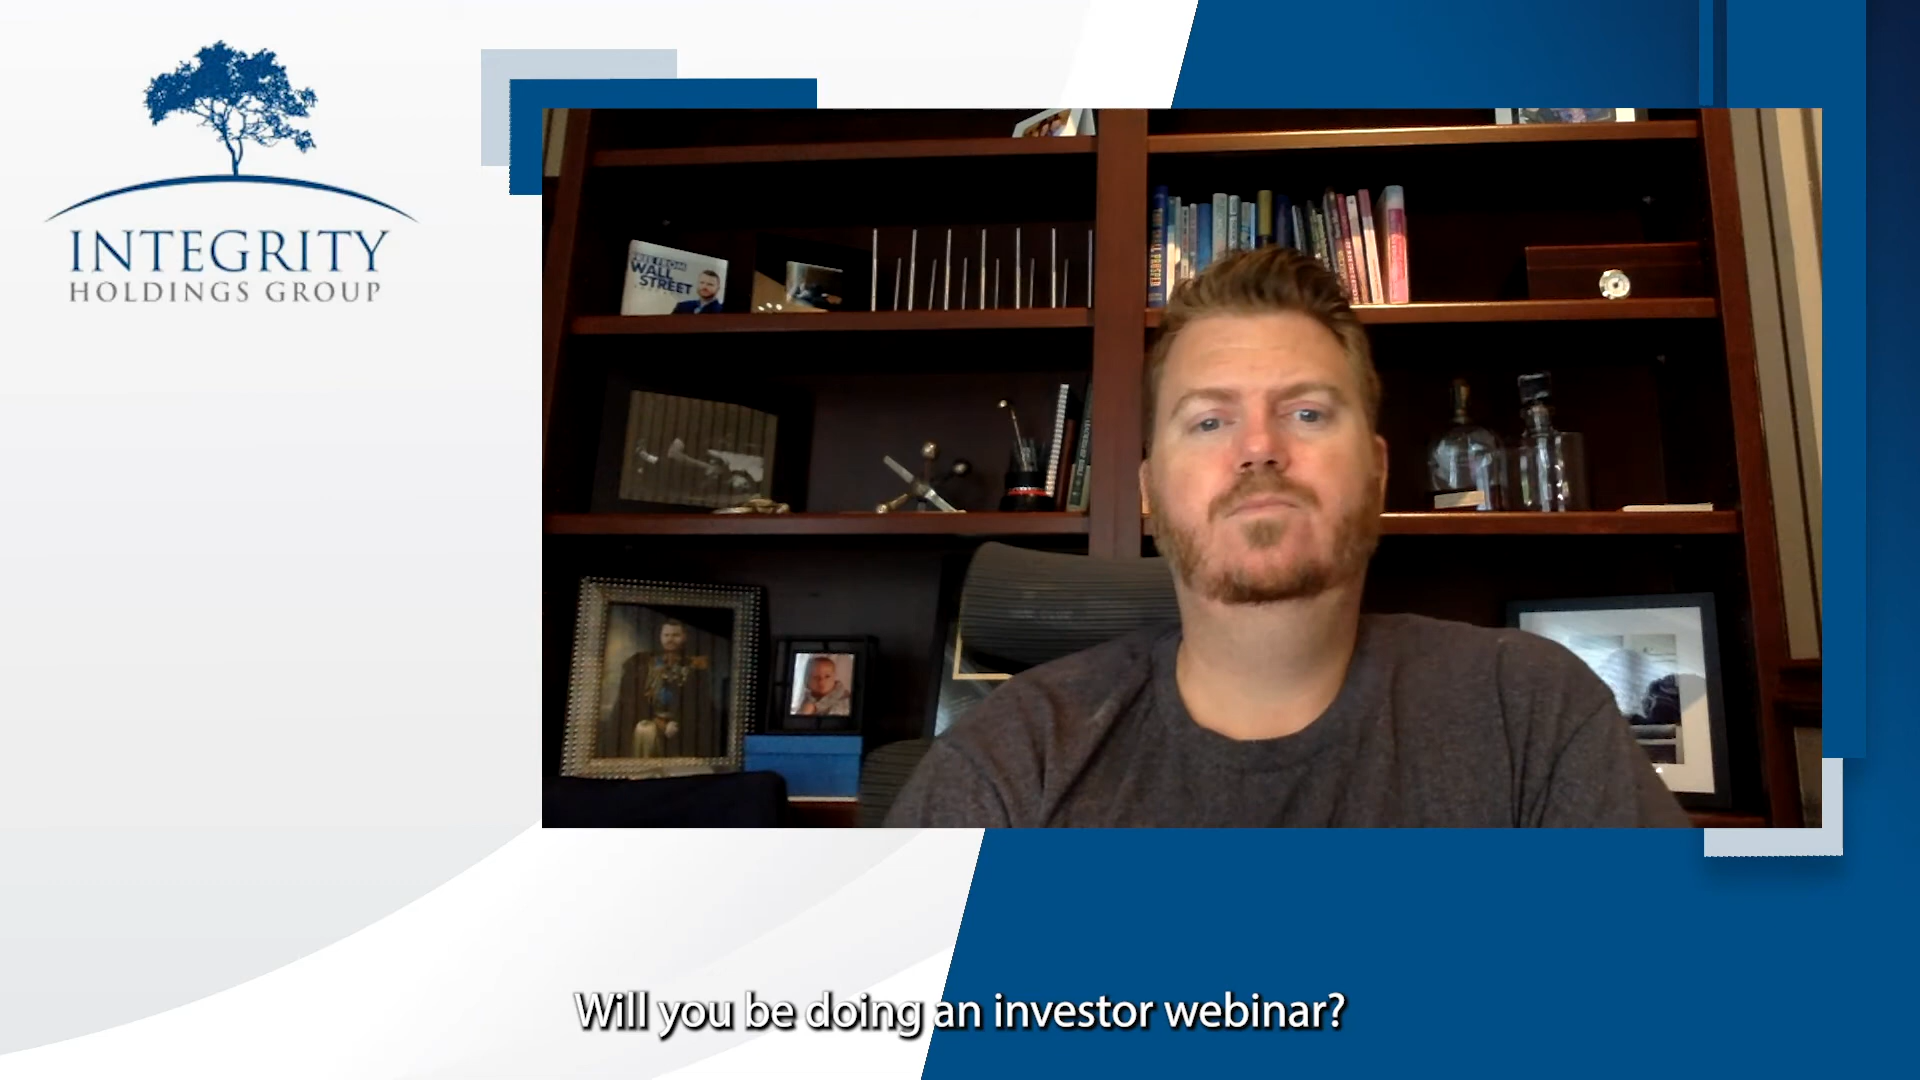 INTEGRITY
HOLDINGS GROUP
WALL
STREET
Will you be doing an investor webinar?